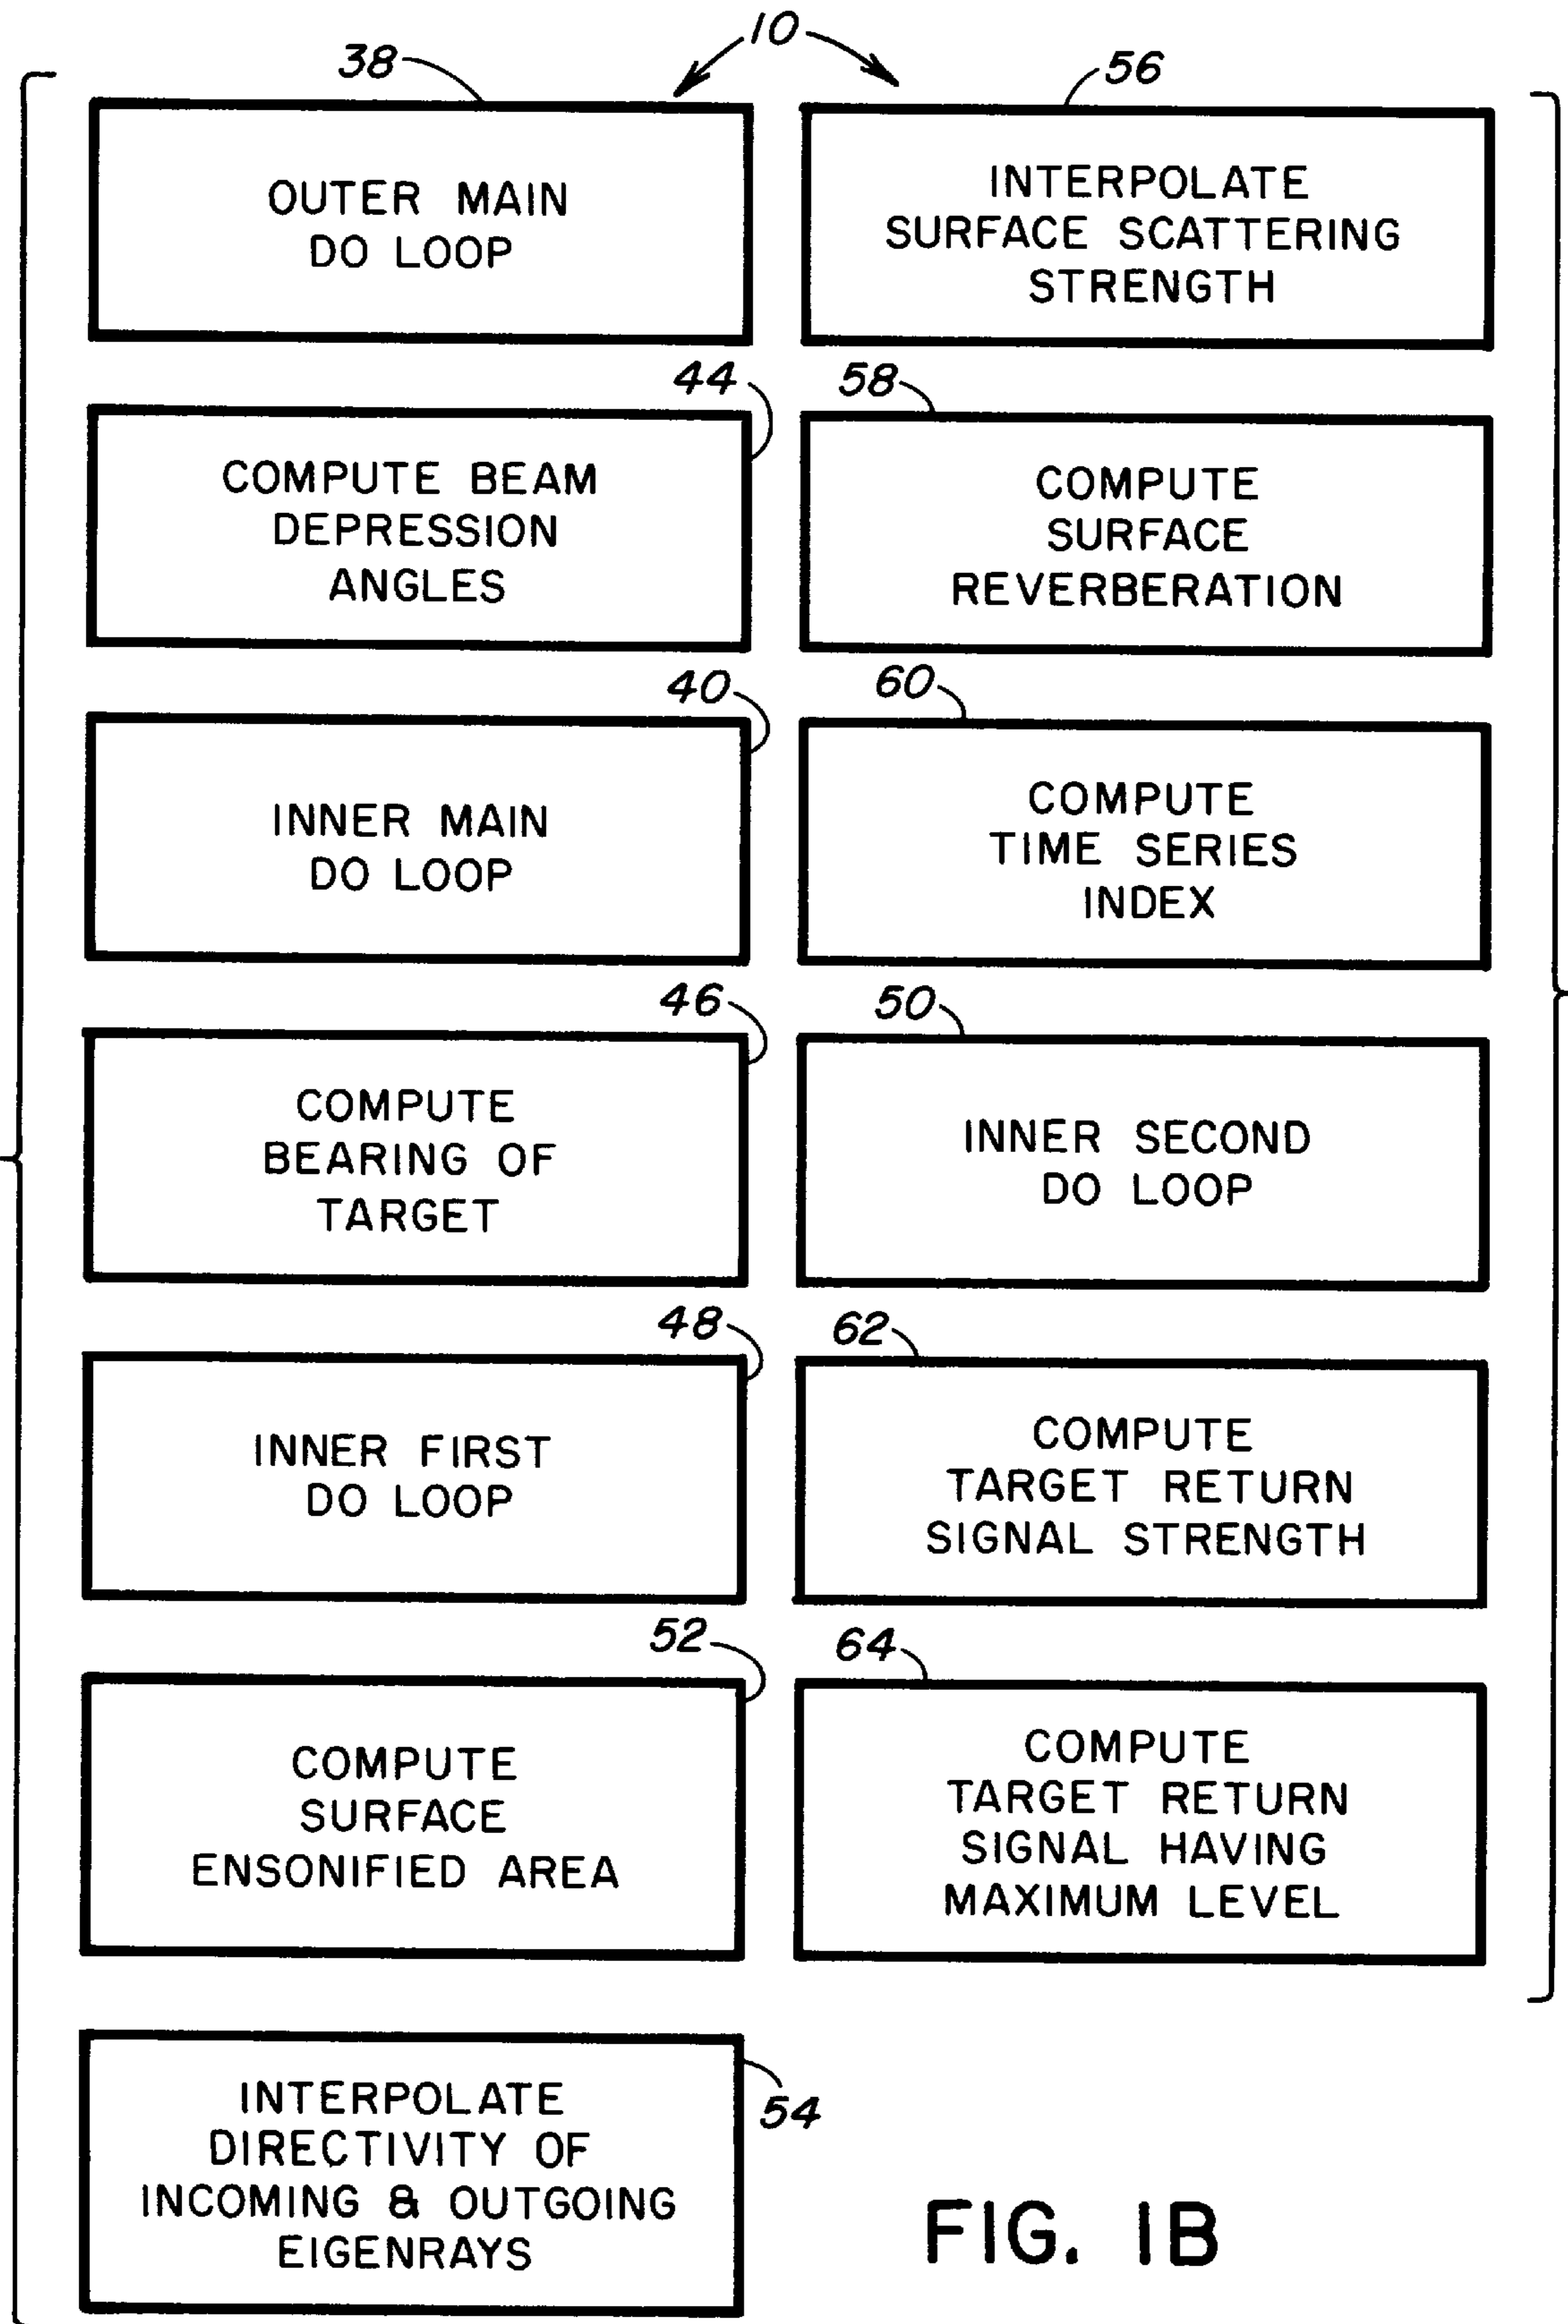 10
38
OUTER MAIN
DO LOOP
44
COMPUTE BEAM
DEPRESSION
ANGLES
40
INNER MAIN
DO LOOP
46
COMPUTE
BEARING OF
TARGET
48
INNER FIRST
DO LOOP
52
COMPUTE
SURFACE
ENSONIFIED AREA
54
INTERPOLATE
DIRECTIVITY OF
INCOMING & OUTGOING
EIGENRAYS
56
INTERPOLATE
SURFACE SCATTERING
STRENGTH
58
COMPUTE
SURFACE
REVERBERATION
60
COMPUTE
TIME SERIES
INDEX
50
INNER SECOND
DO LOOP
62
COMPUTE
TARGET RETURN
SIGNAL STRENGTH
64
COMPUTE
TARGET RETURN
SIGNAL HAVING
MAXIMUM LEVEL
FIG. 1B